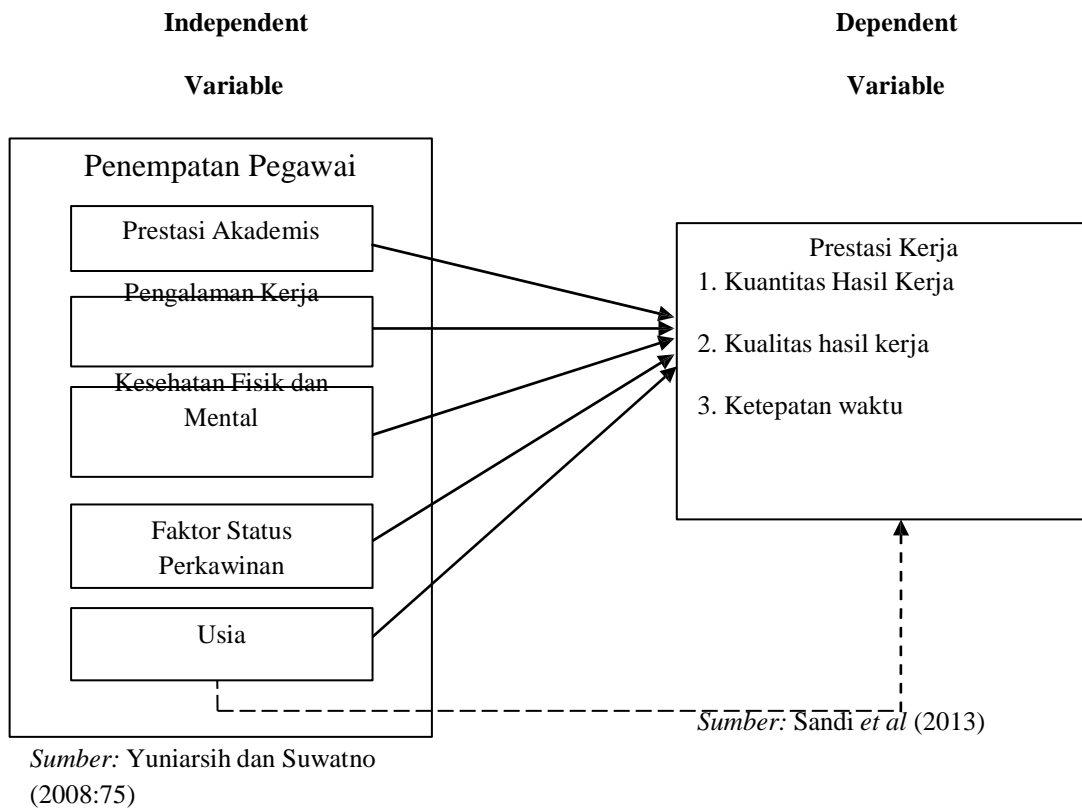 Independent
Variable
Dependent
Variable
Penempatan Pegawai
Prestasi Akademis
Pengalaman Kerja
Kesehatan Fisik dan
Mental
Faktor Status
Perkawinan
Usia
Sumber: Yuniarsih dan Suwatno
(2008:75)
Prestasi Kerja
1. Kuantitas Hasil Kerja
2. Kualitas hasil kerja
3. Ketepatan waktu
Sumber: Sandi et al (2013)